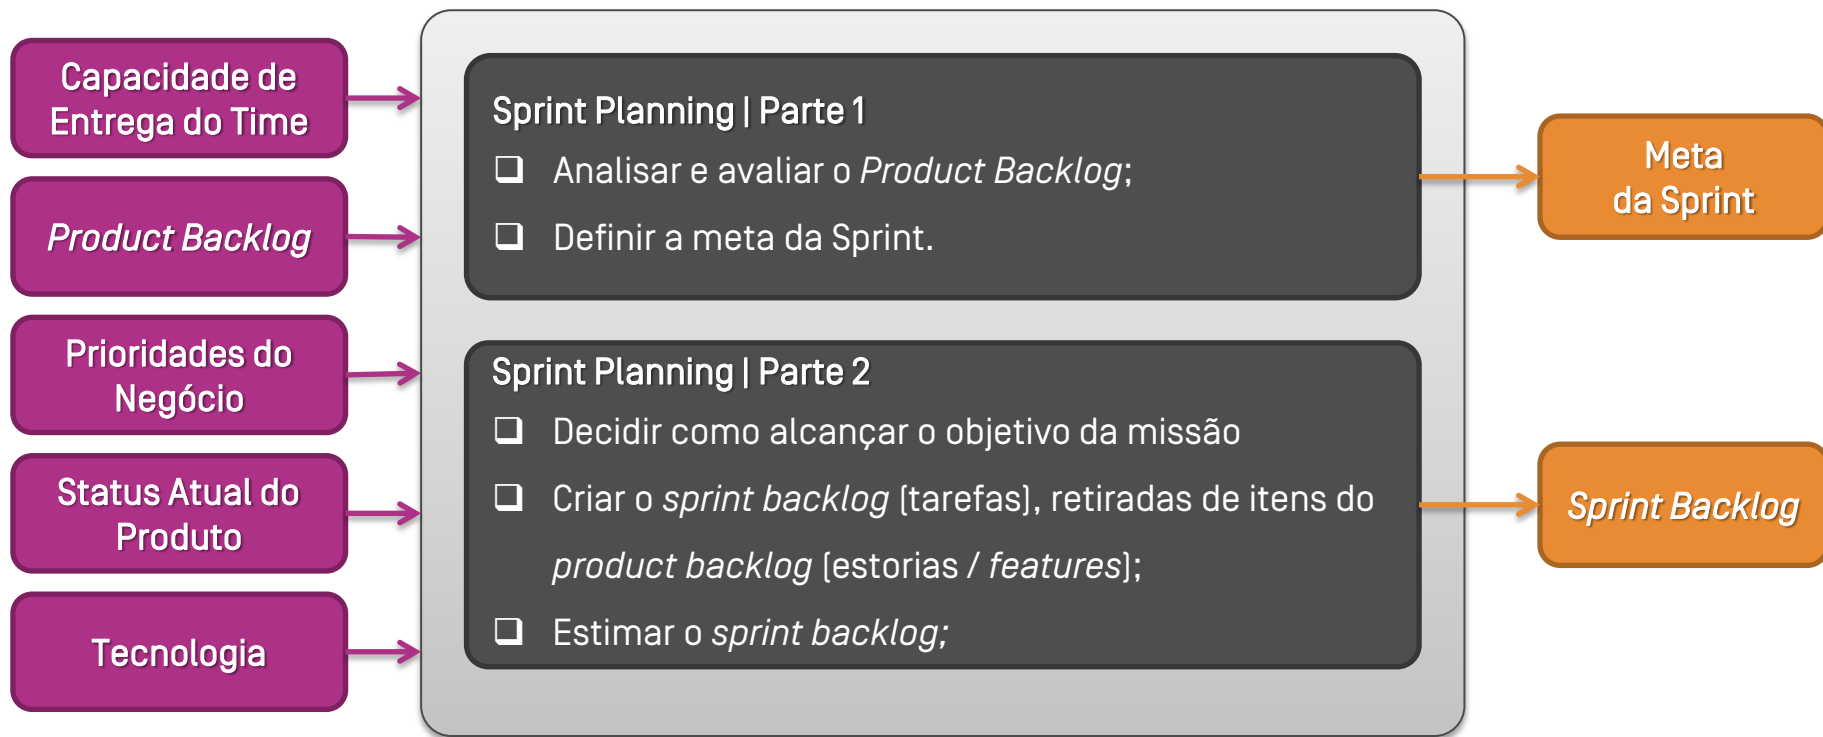 Capacidade de
Entrega do Time
Product Backlog
Prioridades do
Negócio
Status Atual do
Produto
Tecnologia
Sprint Planning | Parte 1
Analisar e avaliar o Product Backlog;
Definir a meta da Sprint.
Sprint Planning | Parte 2
Decidir como alcançar o objetivo da missão
Criar o sprint backlog (tarefas), retiradas de itens do
product backlog (estorias / features);
Estimar o sprint backlog;
Meta
da Sprint
Sprint Backlog